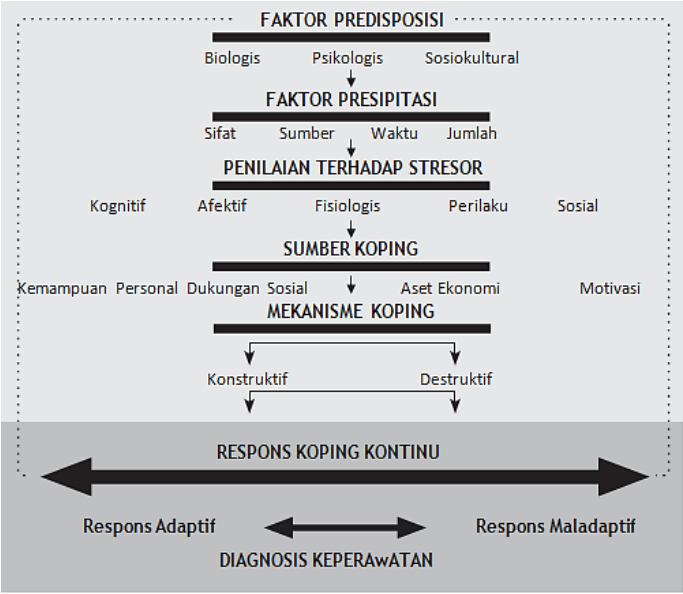 FAKTOR PREDISPOSISI
Biologis Psikologis Sosiokultural
FAKTOR PRESIPITASI
Sifat Sumber Waktu Jumlah
PENILAIAN TERHADAP STRESOR
Kognitif Afektif Fisiologis Perilaku Sosial
SUMBER KOPING
Kemampuan Personal Dukungan Sosial Aset Ekonomi Motivasi
MEKANISME KOPING
Konstruktif Destruktif
RESPONS KOPING KONTINU
Respons Adaptif Respons Maladaptif
DIAGNOSIS KEPERAwATAN